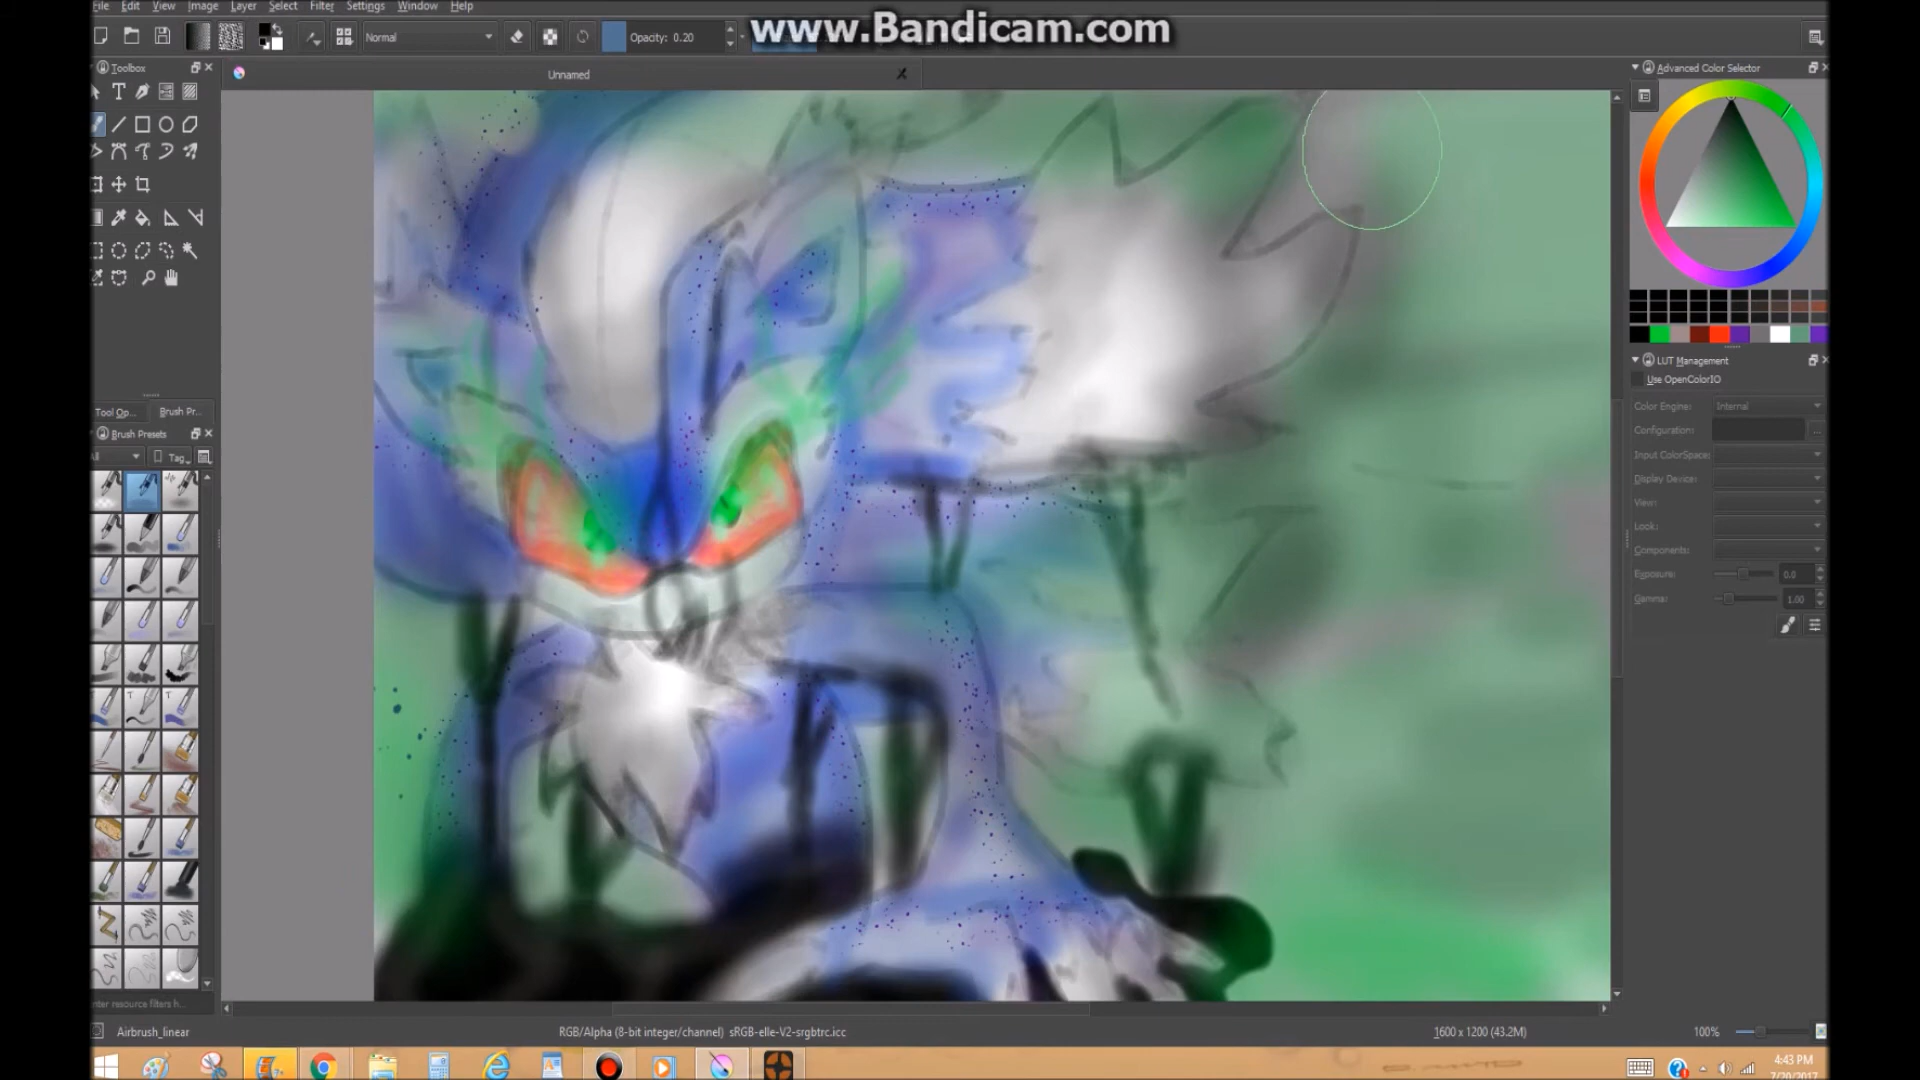 www.Bandicam.com
File Edit View Image Layer Select Filter Settings Window Help
Normal
Opacity: 0.20
Toolbox
Unnamed
Advanced Color Selector
LUT Management
Use OpenColorIO
Color Engine: Internal
Configuration:
Input ColorSpace:
Display Device:
View:
Look:
Components:
Exposure: 0.0
Gamma: 1.00
Tool Op... Brush Pr...
Brush Presets
All Tag
enter resource filters h...
Airbrush_linear
RGB/Alpha (8-bit integer/channel) sRGB-elle-V2-srgbtrc.icc
1600 x 1200 (43.2M)
100%
4:43 PM
7/20/2017